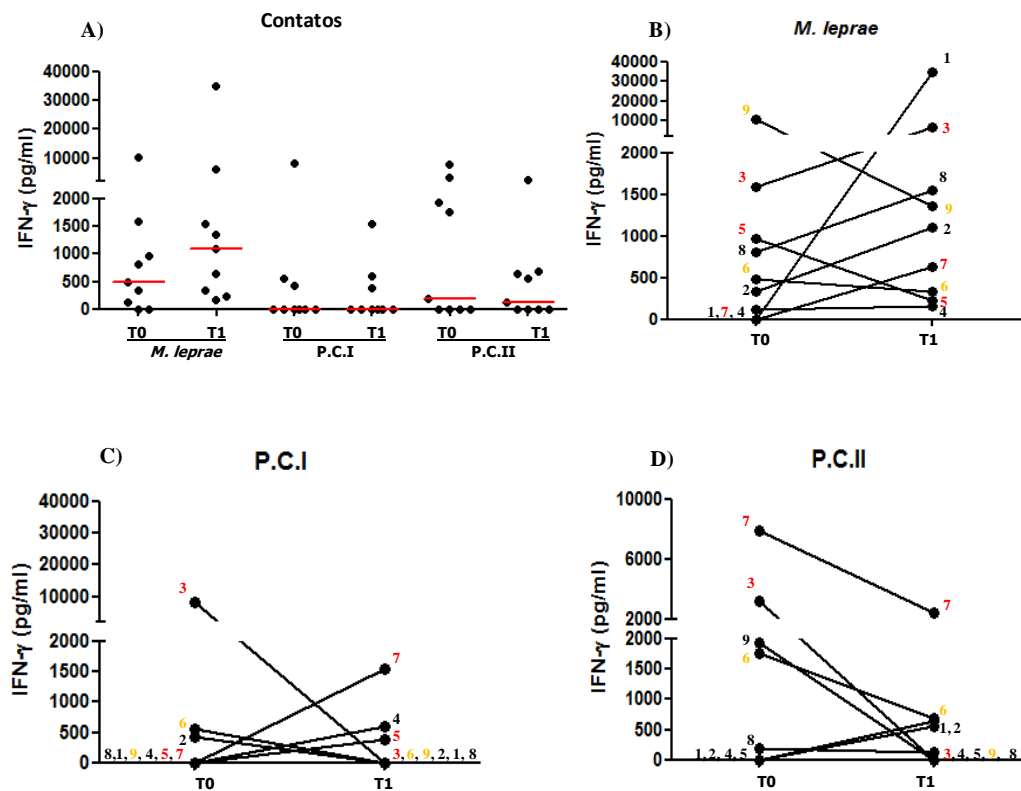 Contatos
A)
IFN-γ (pg/ml)
40000
30000
20000
10000
2000
1500
1000
500
0
T0 T1 T0 T1 T0 T1
M. leprae P.C.I P.C.II
B)
M. leprae
IFN-γ (pg/ml)
40000
30000
20000
10000
2000
1500
1000
500
0
9
3
5
8
6
2
1, 7, 4
1
3
8
9
2
7
6
5
4
T0 T1
C)
P.C.I
IFN-γ (pg/ml)
40000
30000
20000
10000
2000
1500
1000
500
0
3
6
2
8,1, 9, 4, 5, 7
7
4
5
3, 6, 9, 2, 1, 8
T0 T1
D)
P.C.II
IFN-γ (pg/ml)
10000
6000
2000
2000
1500
1000
500
0
7
3
9
6
8
1, 2, 4, 5
7
6
1, 2
3, 4, 5, 9, 8
T0 T1